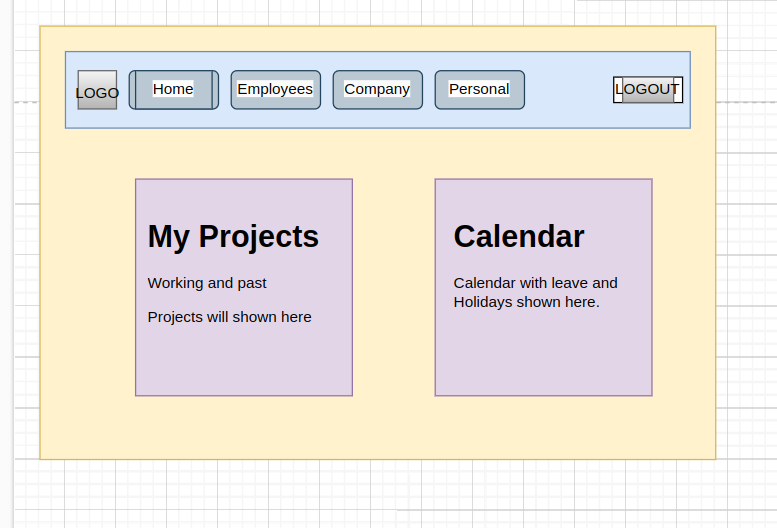 LOGO
Home
Employees
Company
Personal
LOGOUT
My Projects
Working and past
Projects will shown here
Calendar
Calendar with leave and
Holidays shown here.